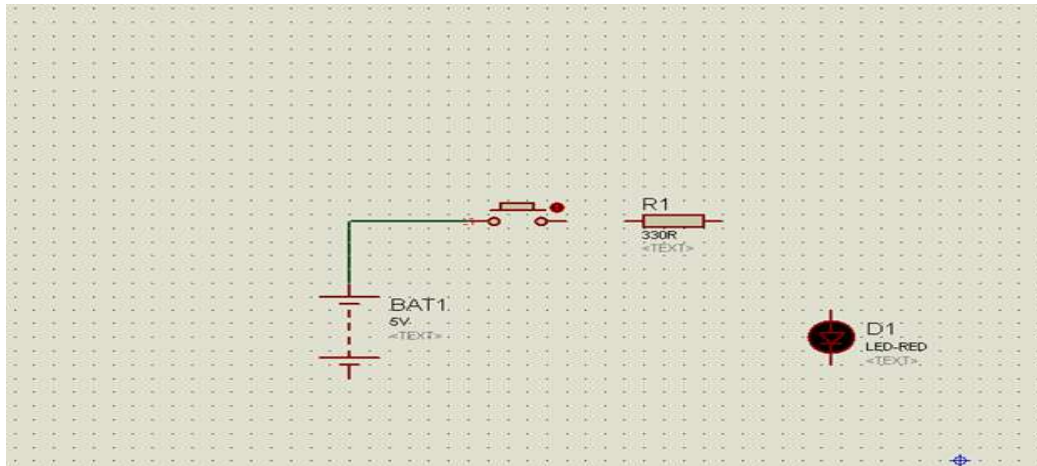 R1
330R
<TEXT>
BAT1
5V
<TEXT>
D1
LED-RED
<TEXT>